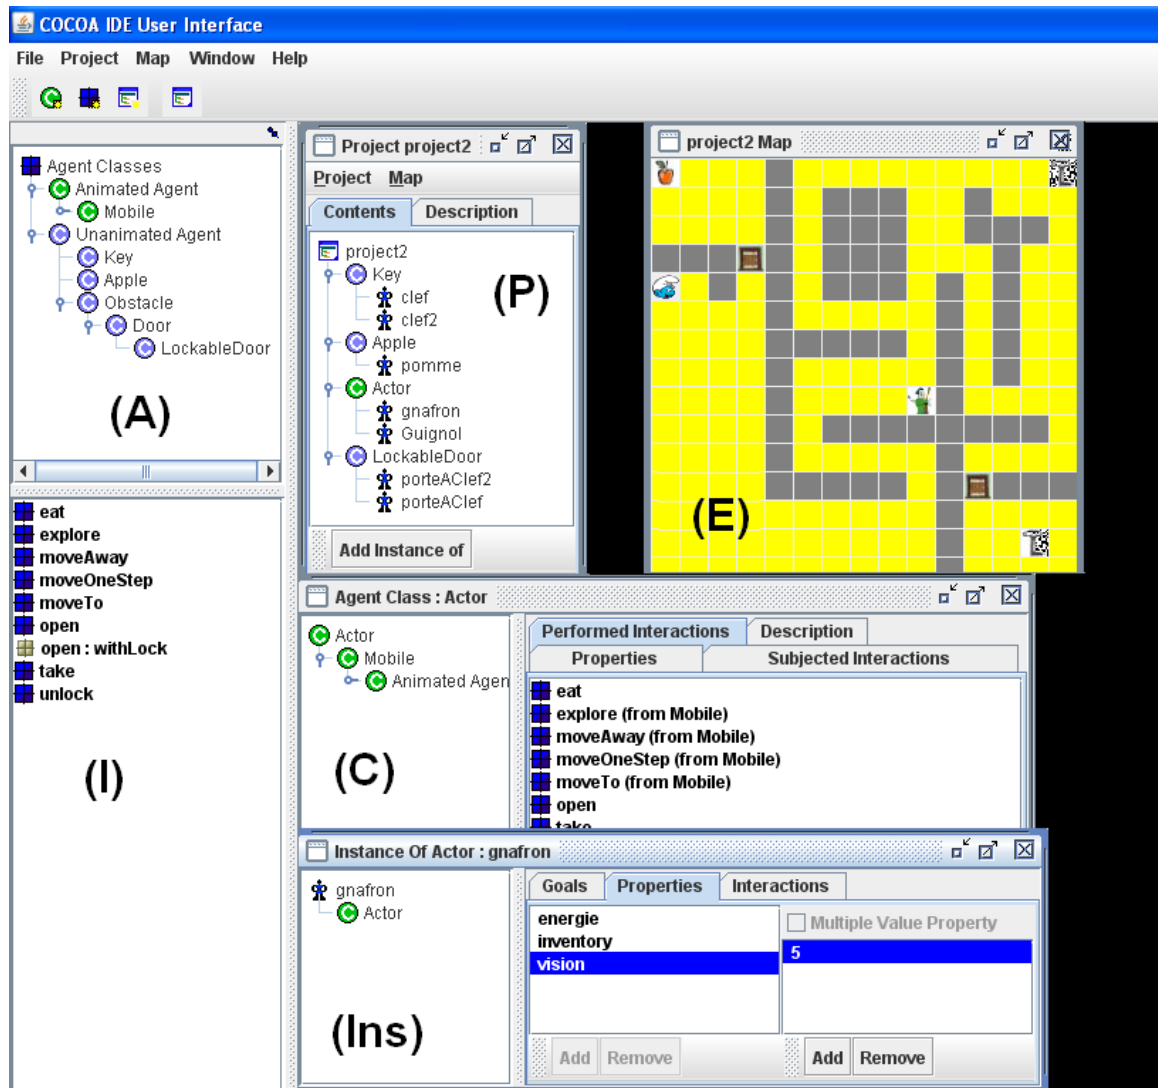 COCOA IDE User Interface
File Project Map Window Help
Agent Classes
Animated Agent
Mobile
Unanimated Agent
Key
Apple
Obstacle
Door
LockableDoor
(A)
eat
explore
moveAway
moveOneStep
moveTo
open
open : withLock
take
unlock
(I)
Project project2
Project Map
Contents Description
project2
Key
clef
clef2
Apple
pomme
Actor
gnafron
Guignol
LockableDoor
porteAClef2
porteAClef
(P)
Add Instance of
project2 Map
(E)
Agent Class : Actor
Actor
Mobile
Animated Agen
(C)
Performed Interactions Description
Properties Subjected Interactions
eat
explore (from Mobile)
moveAway (from Mobile)
moveOneStep (from Mobile)
moveTo (from Mobile)
open
take
Instance Of Actor : gnafron
gnafron
Actor
(Ins)
Goals Properties Interactions
energie
inventory
vision
Multiple Value Property
5
Add Remove
Add Remove